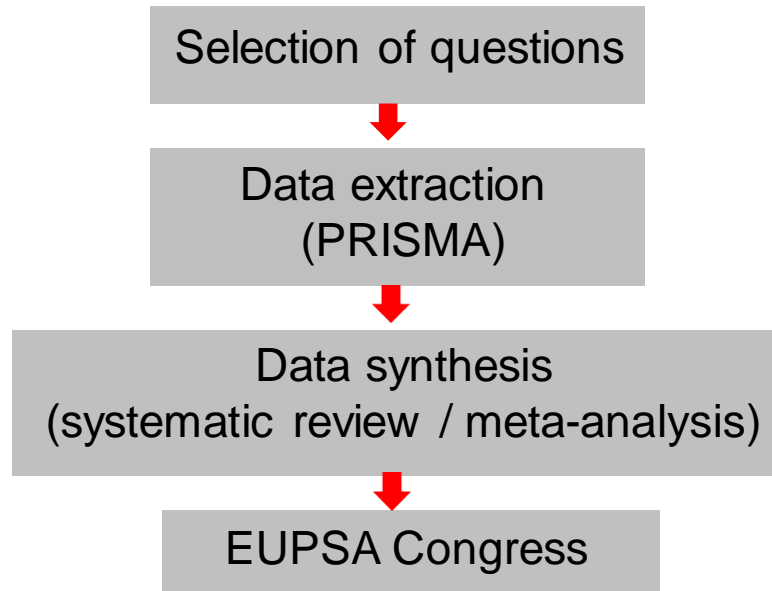 Selection of questions
Data extraction
(PRISMA)
Data synthesis
(systematic review / meta-analysis)
EUPSA Congress